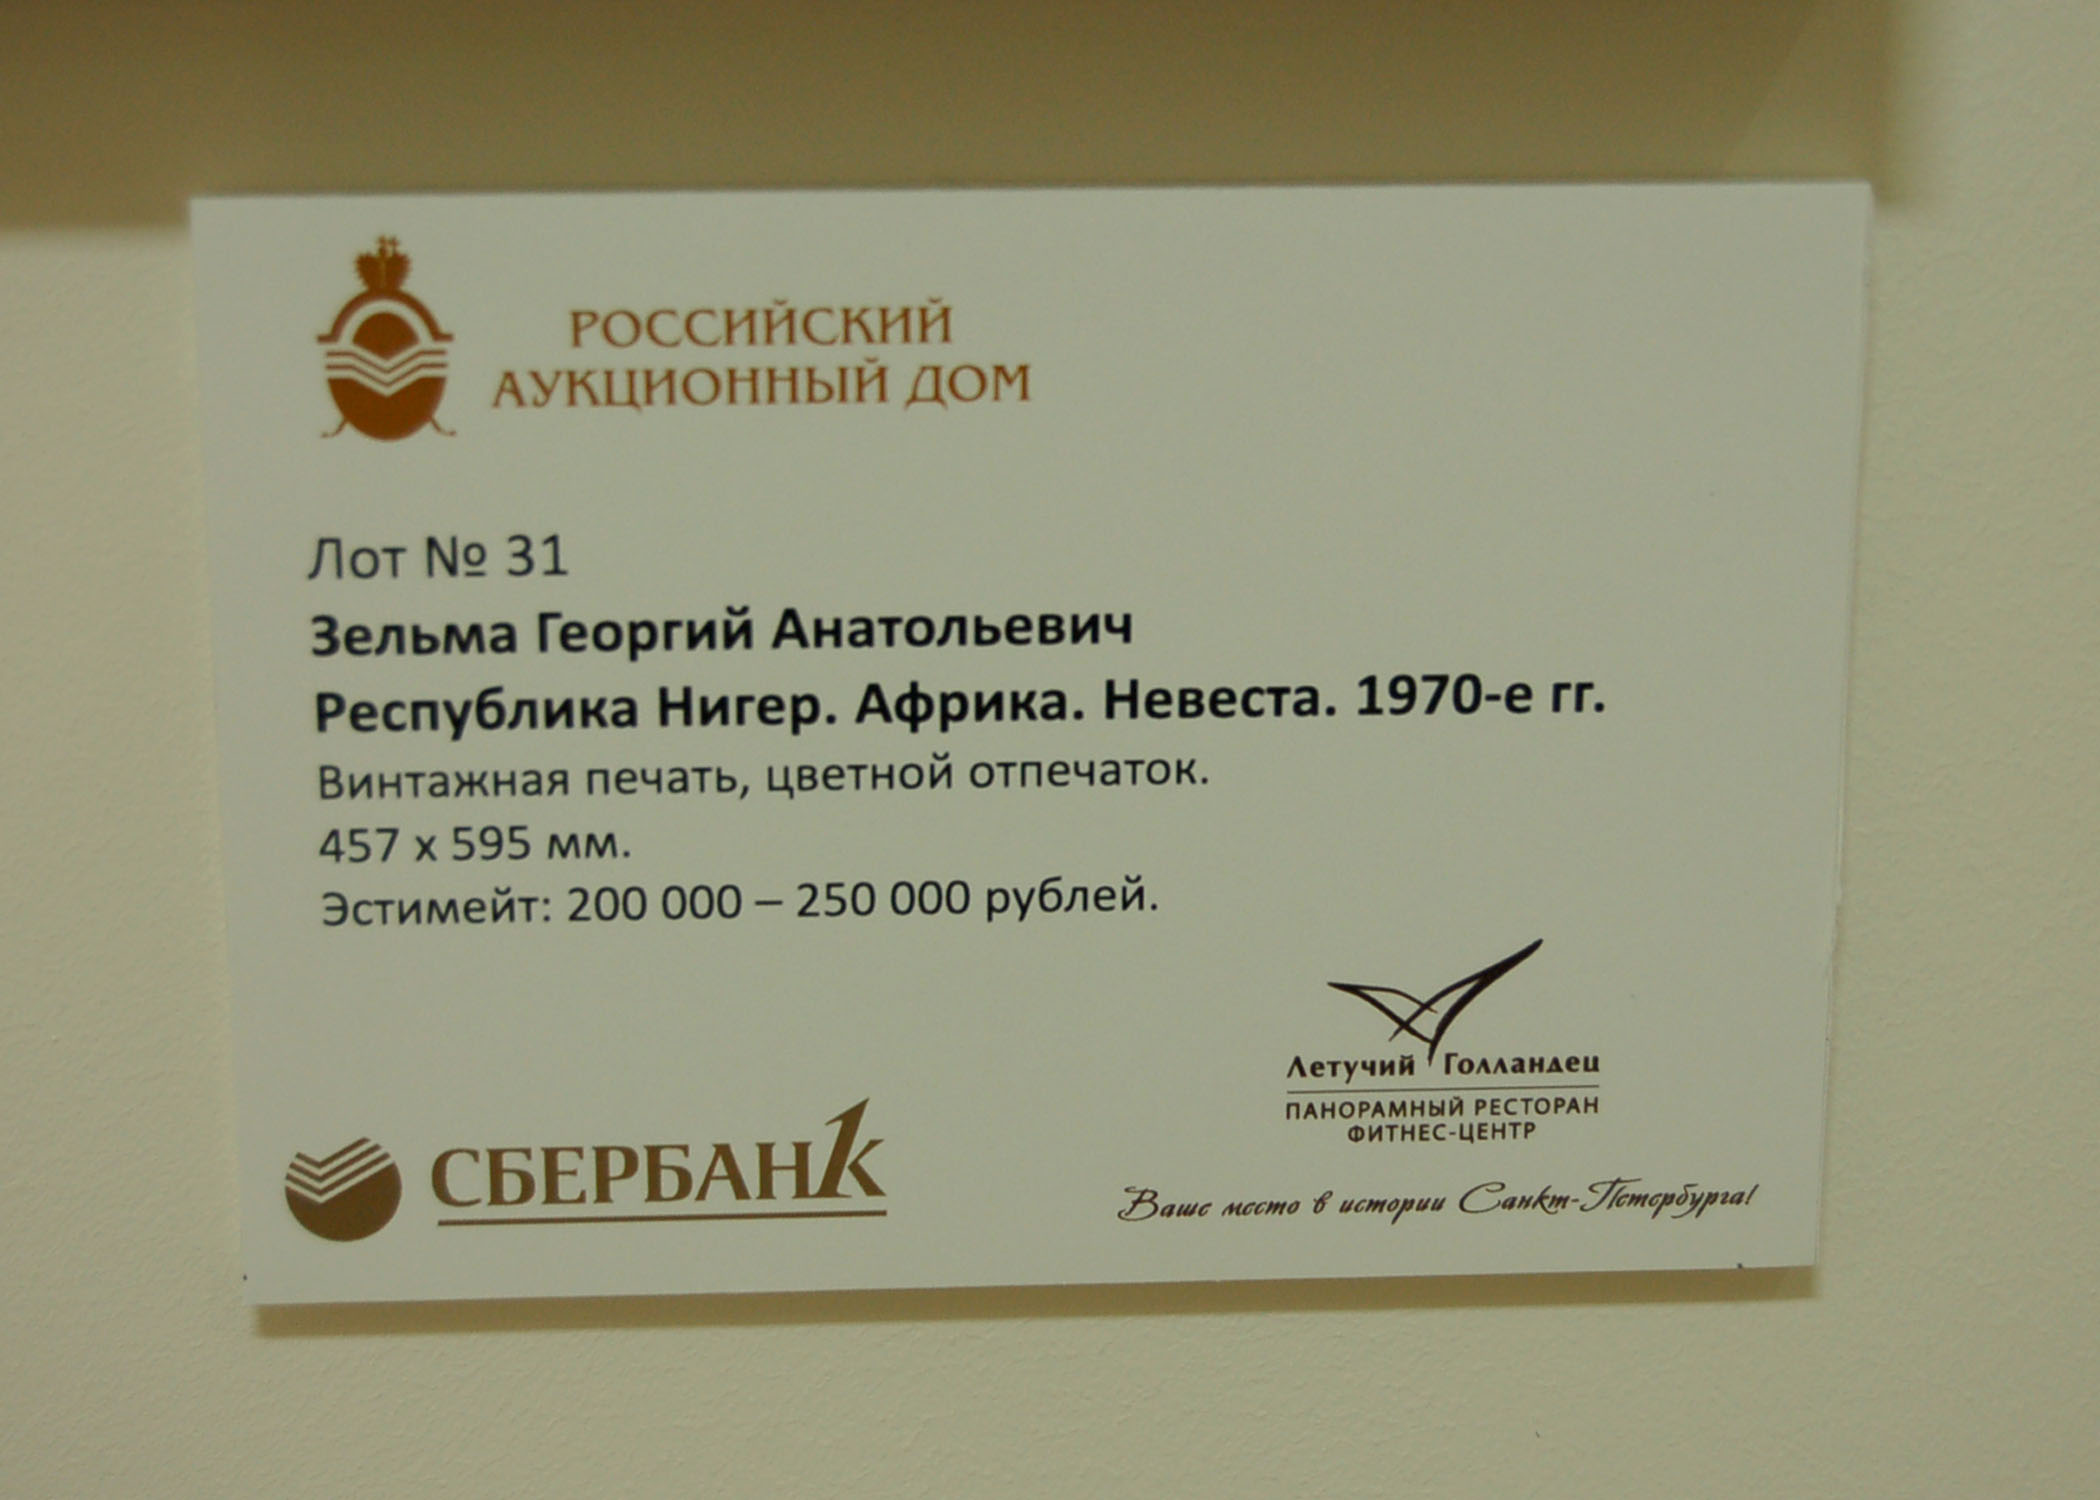 РОССИЙСКИЙ
АУКЦИОННЫЙ ДОМ
Лот № 31
Зельма Георгий Анатольевич
Республика Нигер. Африка. Невеста. 1970-е гг.
Винтажная печать, цветной отпечаток.
457 х 595 мм.
Эстимейт: 200 000 – 250 000 рублей.
Летучий Голландец
ПАНОРАМНЫЙ РЕСТОРАН
ФИТНЕС-ЦЕНТР
СБЕРБАНК
Ваше место в истории Санкт-Петербурга!